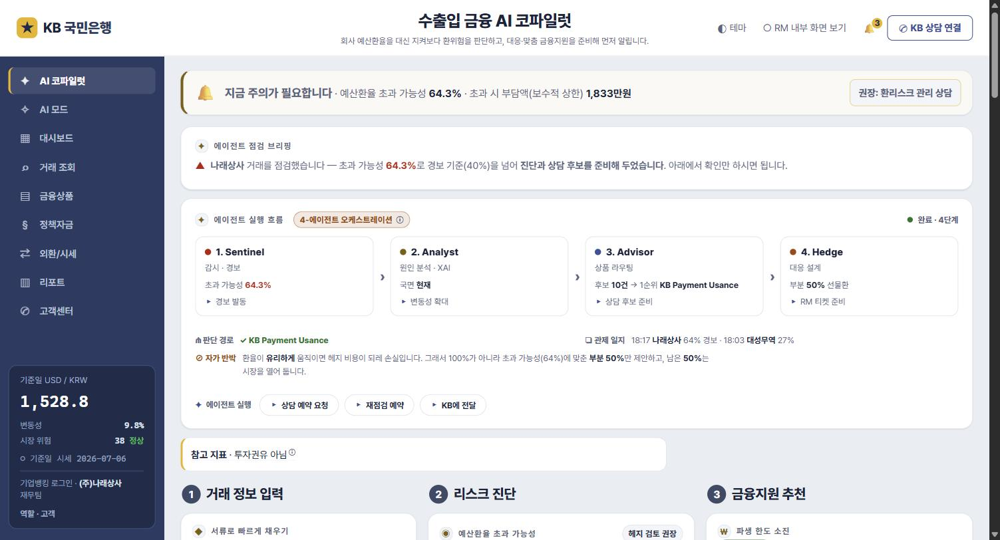 KB 국민은행
수출입 금융 AI 코파일럿
회사 예산환율을 대신 지켜보다 환위험을 판단하고, 대응·맞춤 금융지원을 준비해 먼저 알립니다.
테마
RM 내부 화면 보기
3
KB 상담 연결
AI 코파일럿
AI 모드
대시보드
거래 조회
금융상품
정책자금
외환/시세
리포트
고객센터
기준일 USD / KRW
1,528.8
변동성 9.8%
시장 위험 38 정상
기준일 시세 2026-07-06
기업뱅킹 로그인 · (주)나래상사
재무팀
역할 · 고객
지금 주의가 필요합니다 · 예산환율 초과 가능성 64.3% · 초과 시 부담액(보수적 상한) 1,833만원
권장: 환리스크 관리 상담
에이전트 점검 브리핑
▲ 나래상사 거래를 점검했습니다 — 초과 가능성 64.3%로 경보 기준(40%)을 넘어 진단과 상담 후보를 준비해 두었습니다. 아래에서 확인만 하시면 됩니다.
에이전트 실행 흐름
4-에이전트 오케스트레이션 ⓘ
완료 · 4단계
1. Sentinel
감시 · 경보
초과 가능성 64.3%
▸ 경보 발동
›
2. Analyst
원인 분석 · XAI
국면 현재
▸ 변동성 확대
›
3. Advisor
상품 라우팅
후보 10건 → 1순위 KB Payment Usance
▸ 상담 후보 준비
›
4. Hedge
대응 설계
부분 50% 선물환
▸ RM 티켓 준비
⋔ 판단 경로 ✓ KB Payment Usance
❏ 관제 일지 18:17 나래상사 64% 경보 · 18:03 대성무역 27%
⊘ 자가 반박 환율이 유리하게 움직이면 헤지 비용이 되레 손실입니다. 그래서 100%가 아니라 초과 가능성(64%)에 맞춘 부분 50%만 제안하고, 남은 50%는
시장을 열어 둡니다.
✦ 에이전트 실행
▸ 상담 예약 요청
▸ 재점검 예약
▸ KB에 전달
참고 지표 · 투자권유 아님 ⓘ
1 거래 정보 입력
서류로 빠르게 채우기
2 리스크 진단
예산환율 초과 가능성
헤지 검토 권장
3 금융지원 추천
₩ 파생 한도 소진